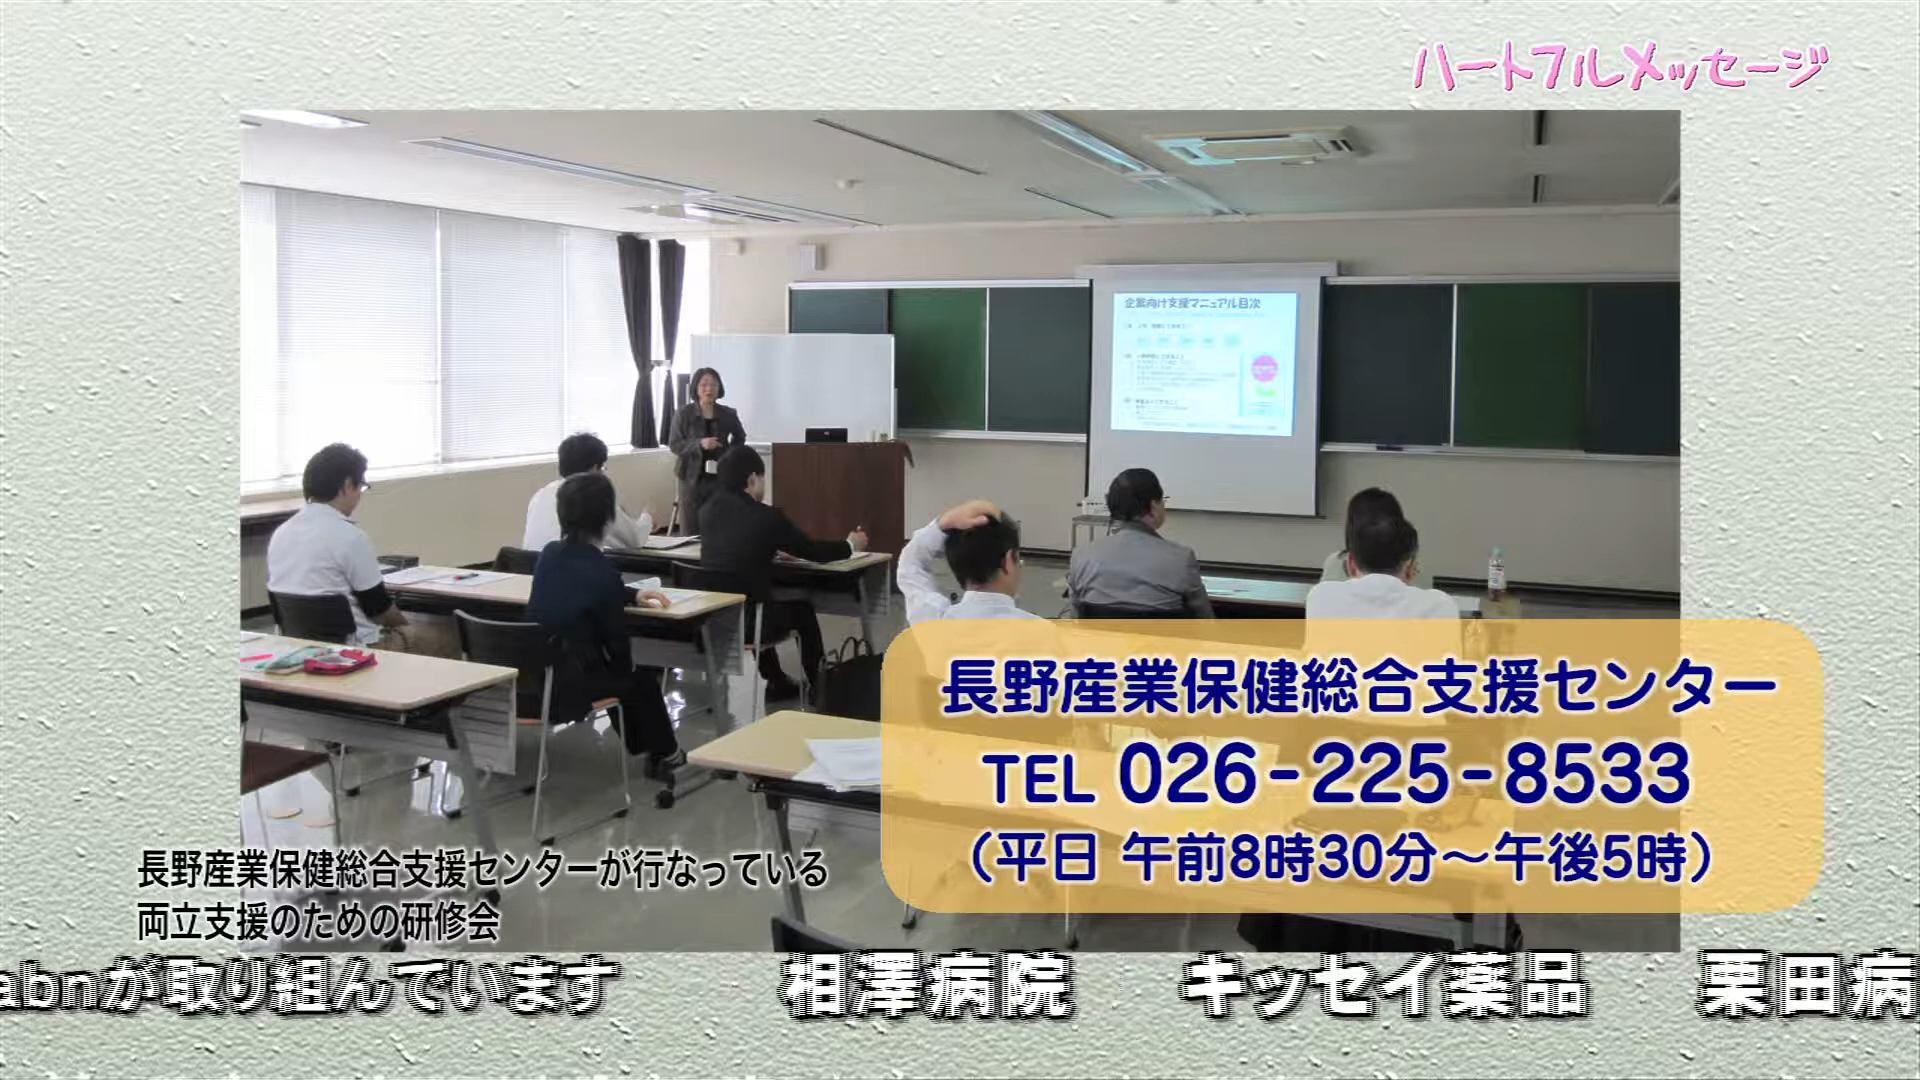 ハートフルメッセージ
企業向け支援マニュアル目次
長野産業保健総合支援センター
TEL 026-225-8533
(平日 午前8時30分～午後5時)
長野産業保健総合支援センターが行なっている
両立支援のための研修会
abnが取り組んでいます 相澤病院 キッセイ薬品 栗田病